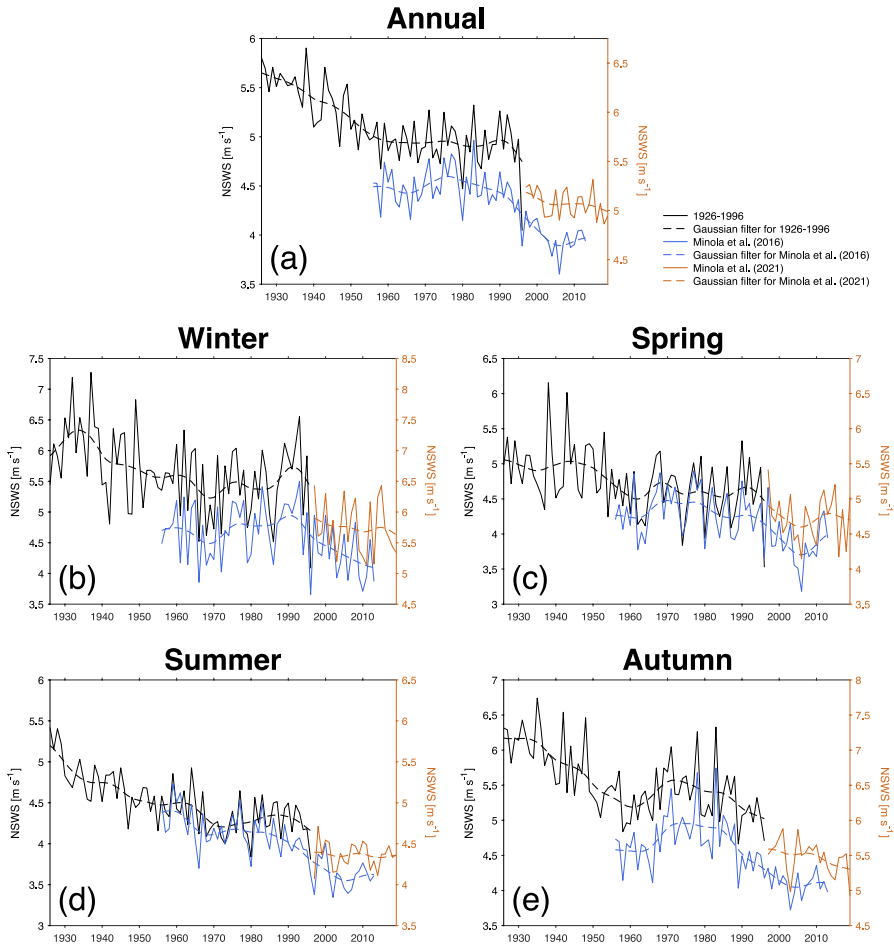 Annual
6
5.5
5
4.5
4
3.5
NSWS [m s⁻¹]
6.5
6
5.5
5
4.5
NSWS [m s⁻¹]
(a)
1930 1940 1950 1960 1970 1980 1990 2000 2010
1926-1996
Gaussian filter for 1926-1996
Minola et al. (2016)
Gaussian filter for Minola et al. (2016)
Minola et al. (2021)
Gaussian filter for Minola et al. (2021)
Winter
7.5
7
6.5
6
5.5
5
4.5
4
3.5
NSWS [m s⁻¹]
8.5
8
7.5
7
6.5
6
5.5
5
4.5
NSWS [m s⁻¹]
(b)
1930 1940 1950 1960 1970 1980 1990 2000 2010
Spring
6.5
6
5.5
5
4.5
4
3.5
3
NSWS [m s⁻¹]
7
6.5
6
5.5
5
4.5
4
3.5
NSWS [m s⁻¹]
(c)
1930 1940 1950 1960 1970 1980 1990 2000 2010
Summer
6
5.5
5
4.5
4
3.5
3
NSWS [m s⁻¹]
6.5
6
5.5
5
4.5
4
3.5
NSWS [m s⁻¹]
(d)
1930 1940 1950 1960 1970 1980 1990 2000 2010
Autumn
7
6.5
6
5.5
5
4.5
4
3.5
NSWS [m s⁻¹]
8
7.5
7
6.5
6
5.5
5
4.5
NSWS [m s⁻¹]
(e)
1930 1940 1950 1960 1970 1980 1990 2000 2010